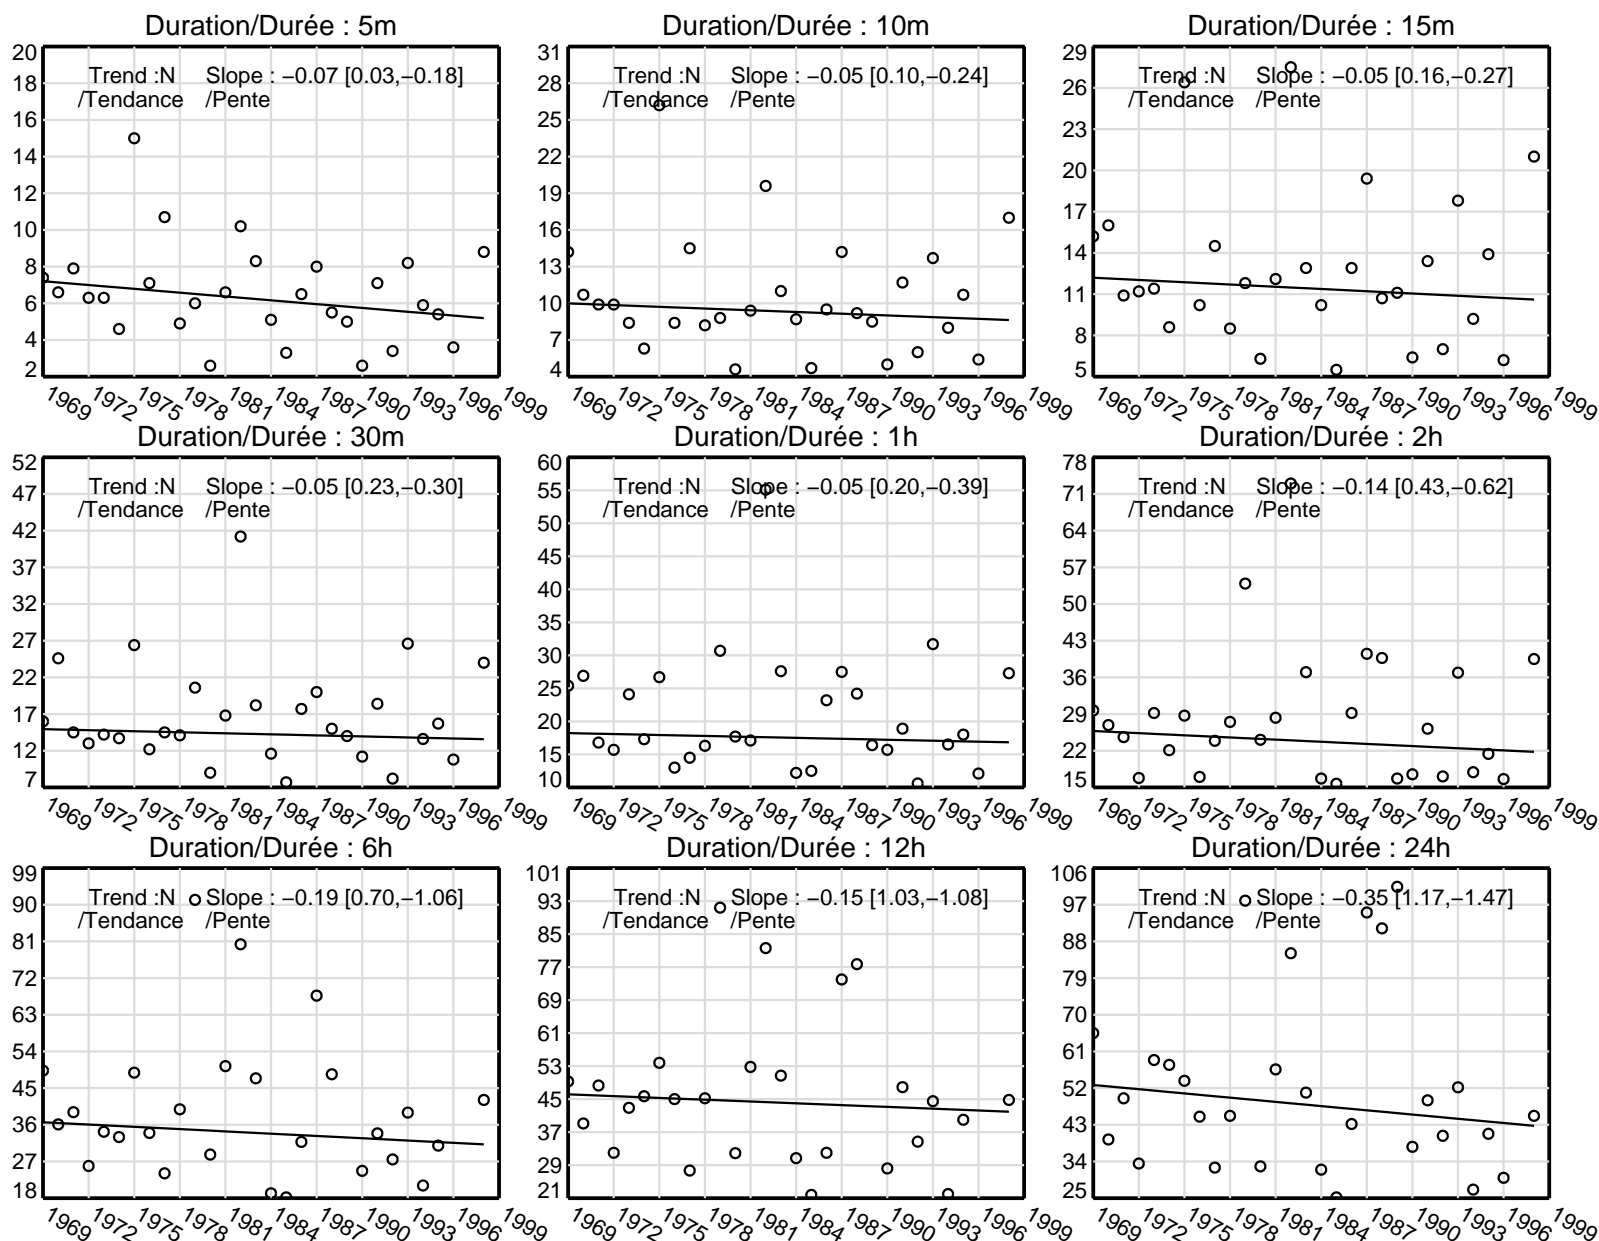 Duration/Durée : 5m
20
18
16
14
12
10
8
6
4
2
Trend :N Slope : −0.07 [0.03,−0.18]
/Tendance /Pente
1969 1972 1975 1978 1981 1984 1987 1990 1993 1996 1999
Duration/Durée : 10m
31
28
25
22
19
16
13
10
7
4
Trend :N Slope : −0.05 [0.10,−0.24]
/Tendance /Pente
1969 1972 1975 1978 1981 1984 1987 1990 1993 1996 1999
Duration/Durée : 15m
29
26
23
20
17
14
11
8
5
Trend :N Slope : −0.05 [0.16,−0.27]
/Tendance /Pente
1969 1972 1975 1978 1981 1984 1987 1990 1993 1996 1999
Duration/Durée : 30m
52
47
42
37
32
27
22
17
12
7
Trend :N Slope : −0.05 [0.23,−0.30]
/Tendance /Pente
1969 1972 1975 1978 1981 1984 1987 1990 1993 1996 1999
Duration/Durée : 1h
60
55
50
45
40
35
30
25
20
15
10
Trend :N Slope : −0.05 [0.20,−0.39]
/Tendance /Pente
1969 1972 1975 1978 1981 1984 1987 1990 1993 1996 1999
Duration/Durée : 2h
78
71
64
57
50
43
36
29
22
15
Trend :N Slope : −0.14 [0.43,−0.62]
/Tendance /Pente
1969 1972 1975 1978 1981 1984 1987 1990 1993 1996 1999
Duration/Durée : 6h
99
90
81
72
63
54
45
36
27
18
Trend :N Slope : −0.19 [0.70,−1.06]
/Tendance /Pente
1969 1972 1975 1978 1981 1984 1987 1990 1993 1996 1999
Duration/Durée : 12h
101
93
85
77
69
61
53
45
37
29
21
Trend :N Slope : −0.15 [1.03,−1.08]
/Tendance /Pente
1969 1972 1975 1978 1981 1984 1987 1990 1993 1996 1999
Duration/Durée : 24h
106
97
88
79
70
61
52
43
34
25
Trend :N Slope : −0.35 [1.17,−1.47]
/Tendance /Pente
1969 1972 1975 1978 1981 1984 1987 1990 1993 1996 1999